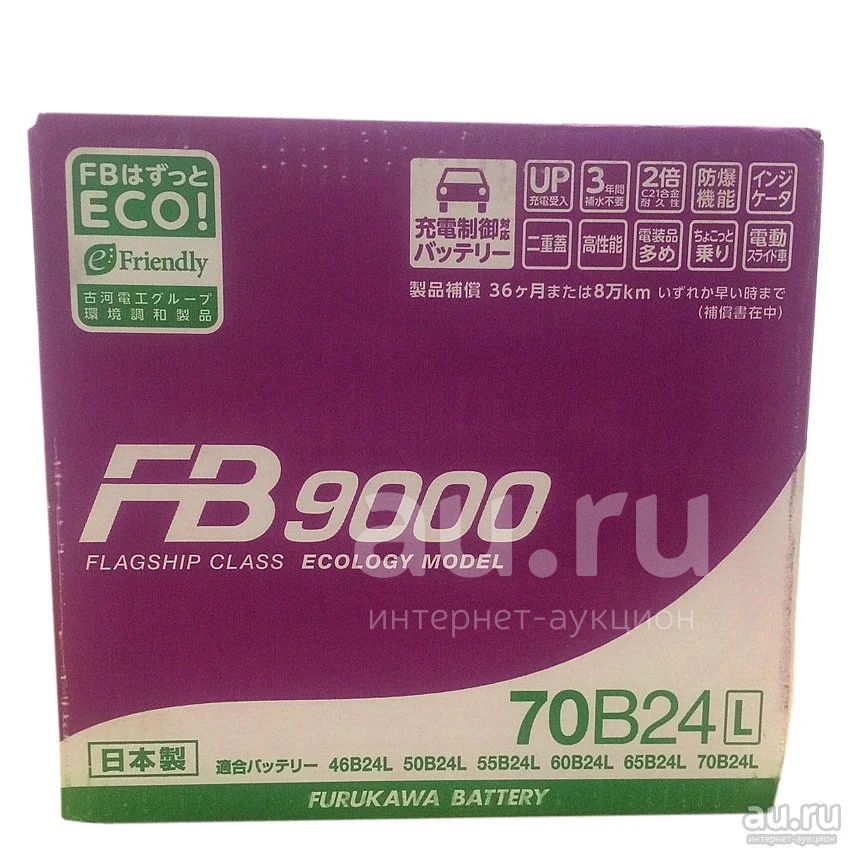 FBはずっと
ECO!
e Friendly
古河電工グループ
環境調和製品
充電制御対応
バッテリー
UP
充電受入
3年間
補水不要
2倍
C21合金
耐久性
防爆
機能
インジ
ケータ
二重蓋
高性能
電装品
多め
ちょこっと
乗り
電動
スライド車
製品補償 36ヶ月または8万km いずれか早い時まで
(補償書在中)
FB 9000
FLAGSHIP CLASS ECOLOGY MODEL
au.ru
интернет-аукцион
70B24 L
日本製
適合バッテリー 46B24L 50B24L 55B24L 60B24L 65B24L 70B24L
FURUKAWA BATTERY
au.ru
интернет-аукцион